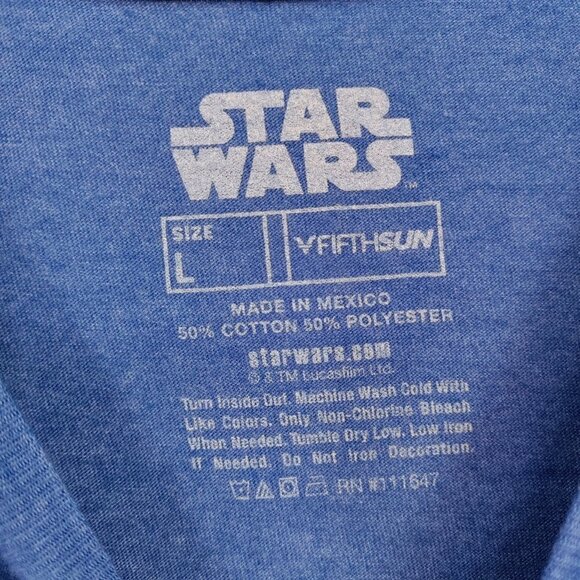 STAR
WARS
TM
SIZE
L
FIFTHSUN
MADE IN MEXICO
50% COTTON 50% POLYESTER
starwars.com
© & TM Lucasfilm Ltd.
Turn Inside Out. Machine Wash Cold With
Like Colors. Only Non-Chlorine Bleach
When Needed. Tumble Dry Low. Low Iron
If Needed. Do Not Iron Decoration.
RN #111647